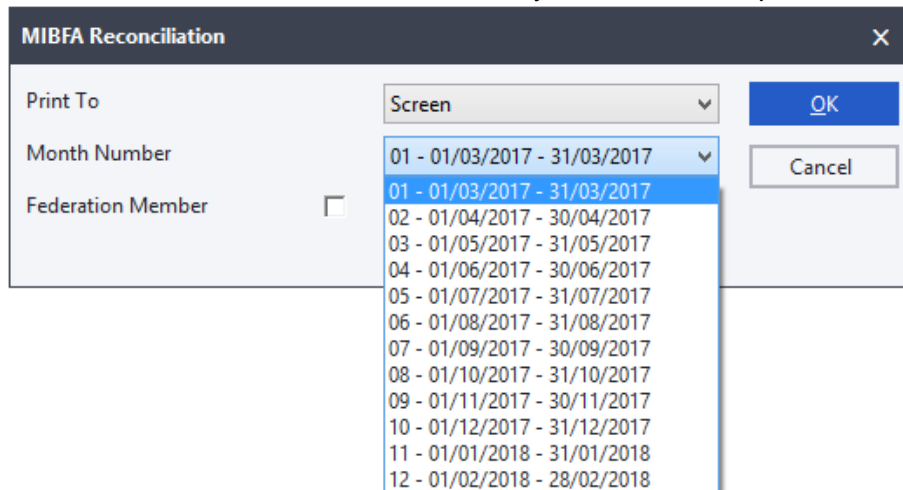 MIBFA Reconciliation
Print To Screen OK
Month Number 01 - 01/03/2017 - 31/03/2017 Cancel
Federation Member
01 - 01/03/2017 - 31/03/2017
02 - 01/04/2017 - 30/04/2017
03 - 01/05/2017 - 31/05/2017
04 - 01/06/2017 - 30/06/2017
05 - 01/07/2017 - 31/07/2017
06 - 01/08/2017 - 31/08/2017
07 - 01/09/2017 - 30/09/2017
08 - 01/10/2017 - 31/10/2017
09 - 01/11/2017 - 30/11/2017
10 - 01/12/2017 - 31/12/2017
11 - 01/01/2018 - 31/01/2018
12 - 01/02/2018 - 28/02/2018